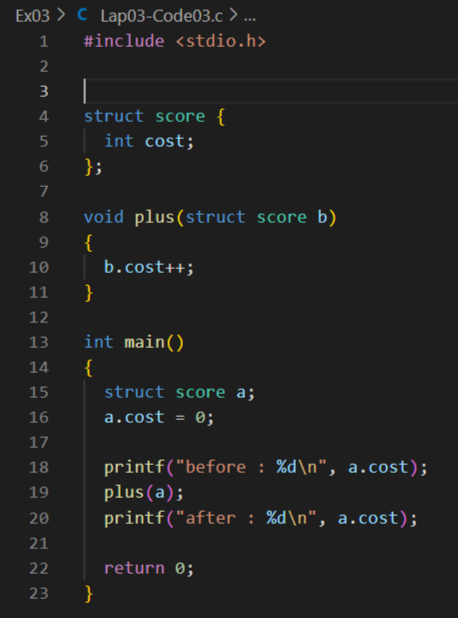 Ex03 > C Lap03-Code03.c > ...
1 #include <stdio.h>
2
3
4 struct score {
5 int cost;
6 };
7
8 void plus(struct score b)
9 {
10 b.cost++;
11 }
12
13 int main()
14 {
15 struct score a;
16 a.cost = 0;
17
18 printf("before : %d\n", a.cost);
19 plus(a);
20 printf("after : %d\n", a.cost);
21
22 return 0;
23 }